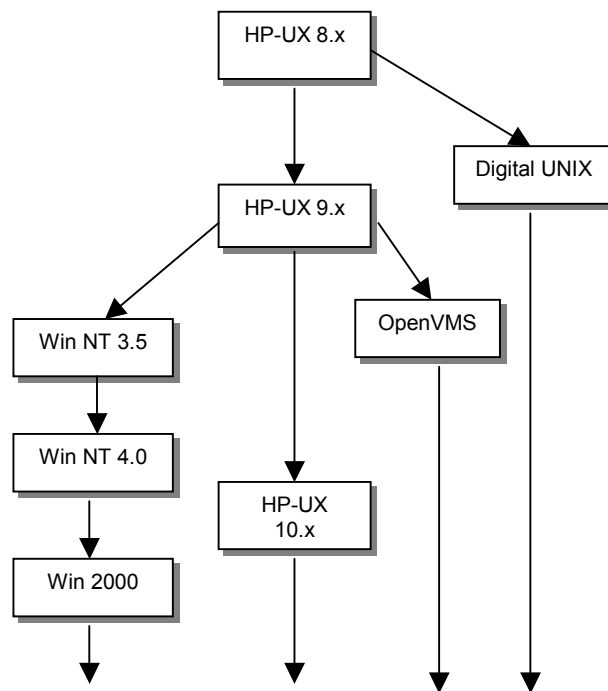 HP-UX 8.x
Digital UNIX
HP-UX 9.x
OpenVMS
Win NT 3.5
Win NT 4.0
HP-UX
10.x
Win 2000